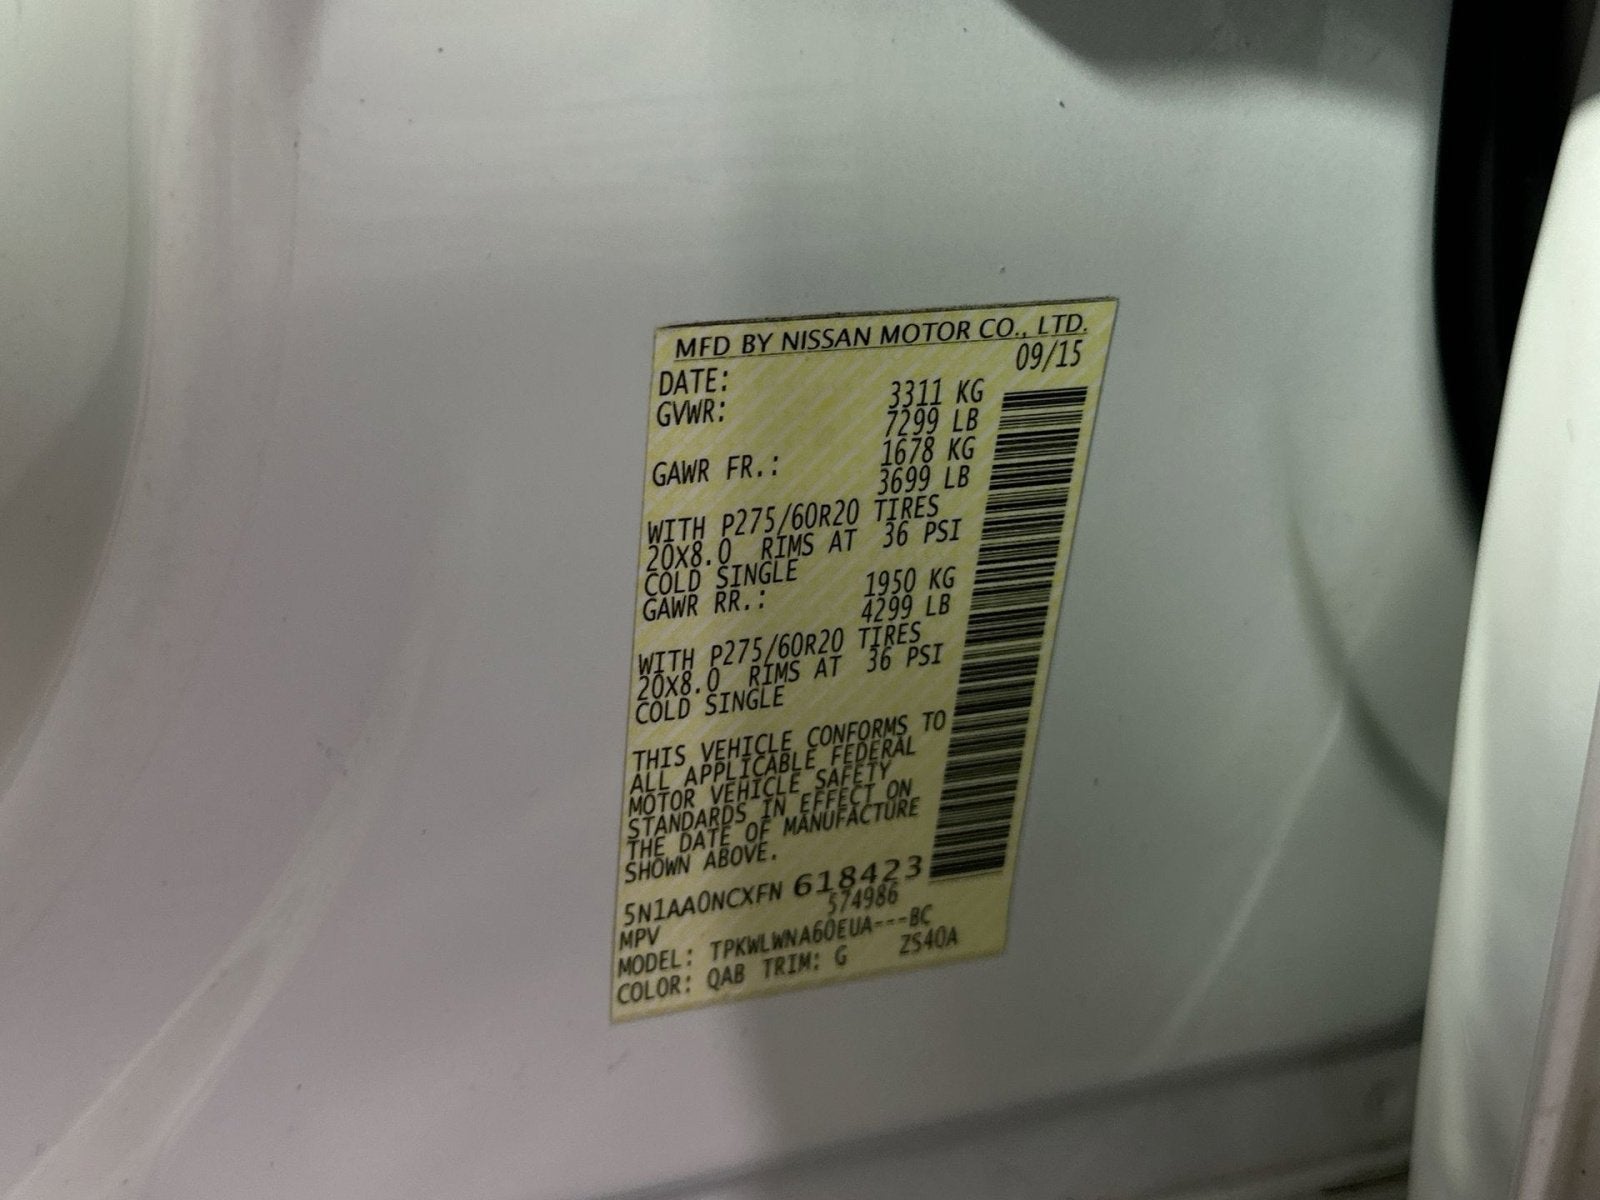 MFD BY NISSAN MOTOR CO., LTD.
DATE: 09/15
GVWR: 3311 KG
7299 LB
GAWR FR.: 1678 KG
3699 LB
WITH P275/60R20 TIRES
20X8.0 RIMS AT 36 PSI
COLD SINGLE
GAWR RR.: 1950 KG
4299 LB
WITH P275/60R20 TIRES
20X8.0 RIMS AT 36 PSI
COLD SINGLE
THIS VEHICLE CONFORMS TO
ALL APPLICABLE FEDERAL
MOTOR VEHICLE SAFETY
STANDARDS IN EFFECT ON
THE DATE OF MANUFACTURE
SHOWN ABOVE.
5N1AA0NCXFN 618423
MPV 574986
MODEL: TPKWLWNA60EUA---BC
COLOR: QAB TRIM: G ZS40A